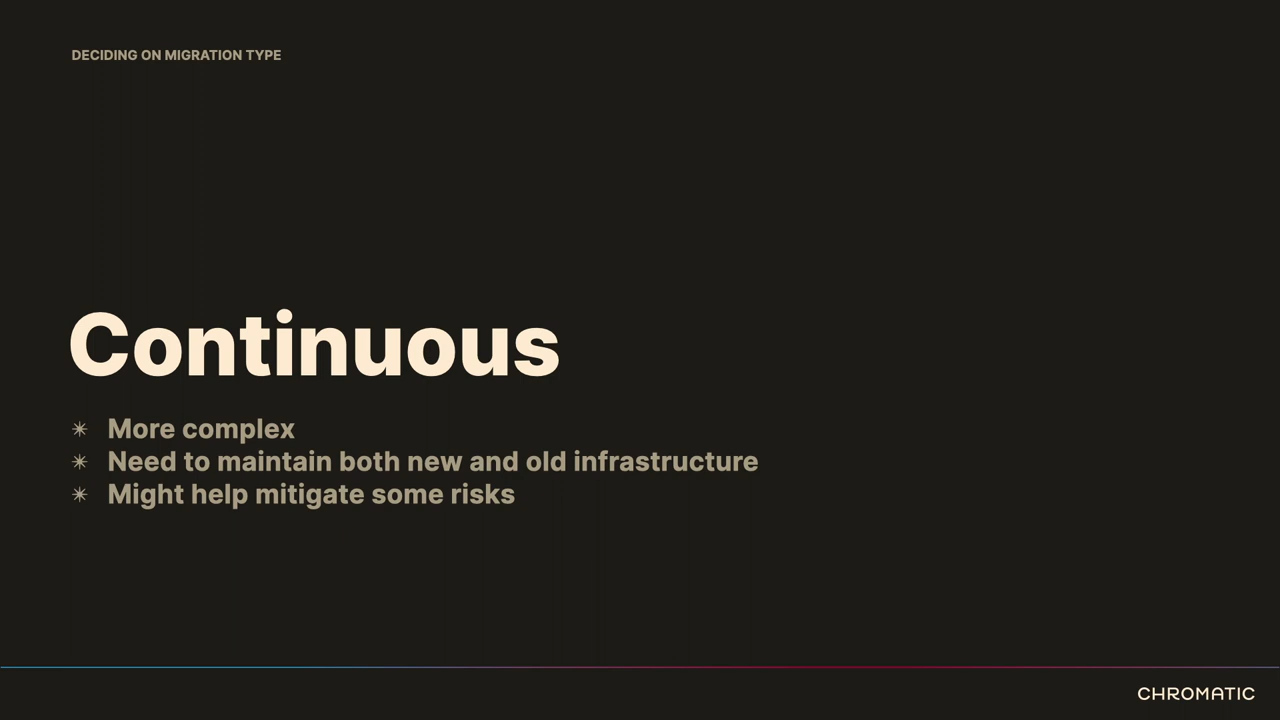 DECIDING ON MIGRATION TYPE
Continuous
✴ More complex
✴ Need to maintain both new and old infrastructure
✴ Might help mitigate some risks
CHROMATIC